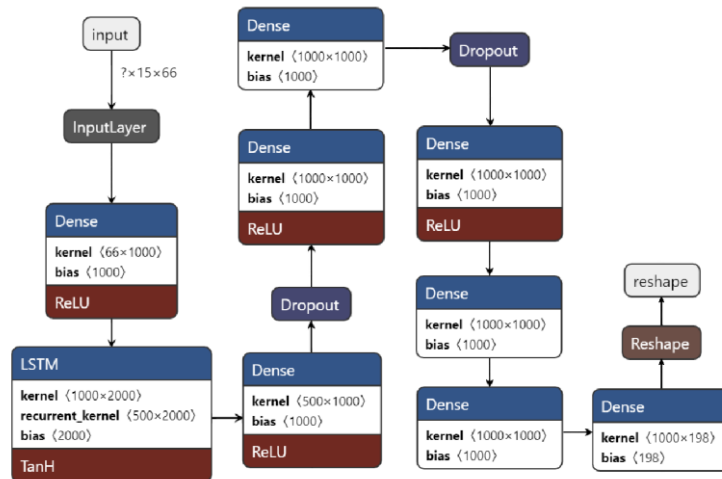 input
?×15×66
InputLayer
Dense
kernel ⟨66×1000⟩
bias ⟨1000⟩
ReLU
LSTM
kernel ⟨1000×2000⟩
recurrent_kernel ⟨500×2000⟩
bias ⟨2000⟩
TanH
Dense
kernel ⟨500×1000⟩
bias ⟨1000⟩
ReLU
Dropout
Dense
kernel ⟨1000×1000⟩
bias ⟨1000⟩
ReLU
Dense
kernel ⟨1000×1000⟩
bias ⟨1000⟩
Dropout
Dense
kernel ⟨1000×1000⟩
bias ⟨1000⟩
ReLU
Dense
kernel ⟨1000×1000⟩
bias ⟨1000⟩
Dense
kernel ⟨1000×1000⟩
bias ⟨1000⟩
Dense
kernel ⟨1000×198⟩
bias ⟨198⟩
Reshape
reshape